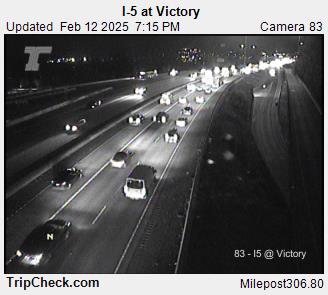 I-5 at Victory
Updated  Feb 12 2025  7:15 PM
Camera 83
T
N
83 - I5 @ Victory
TripCheck.com
Milepost306.80